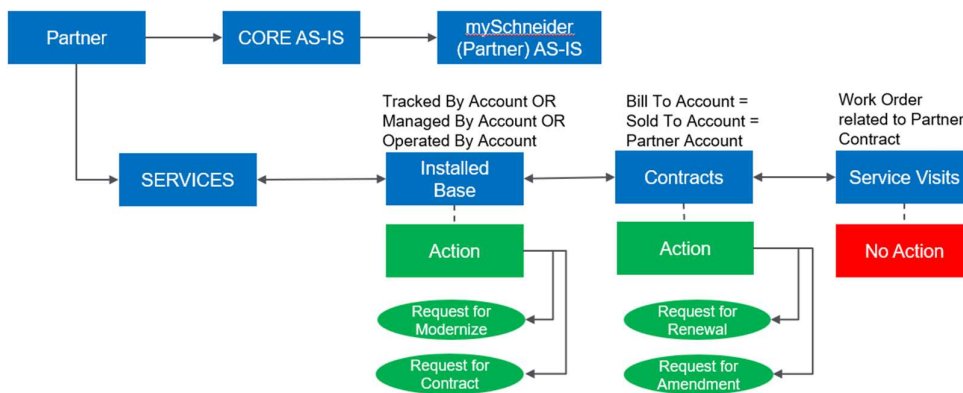 Partner
CORE AS-IS
mySchneider
(Partner) AS-IS
Tracked By Account OR
Managed By Account OR
Operated By Account
Bill To Account =
Sold To Account =
Partner Account
Work Order
related to Partner
Contract
SERVICES
Installed
Base
Contracts
Service Visits
Action
Action
No Action
Request for
Modernize
Request for
Renewal
Request for
Contract
Request for
Amendment